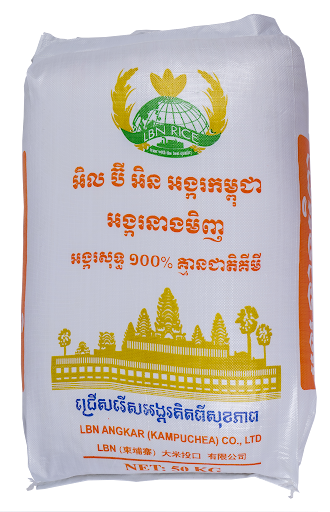 LBN RICE
អិល ប៊ី អិន អង្ករកម្ពុជា
អង្ករនាងមិញ
អង្ករសុទ្ធ ១០០% គ្មានជាតិគីមី
ជ្រើសរើសអង្ករគិតពីសុខភាព
LBN ANGKAR (KAMPUCHEA) CO., LTD
LBN (柬埔寨) 大米投口 有限公司
NET: 50 KG